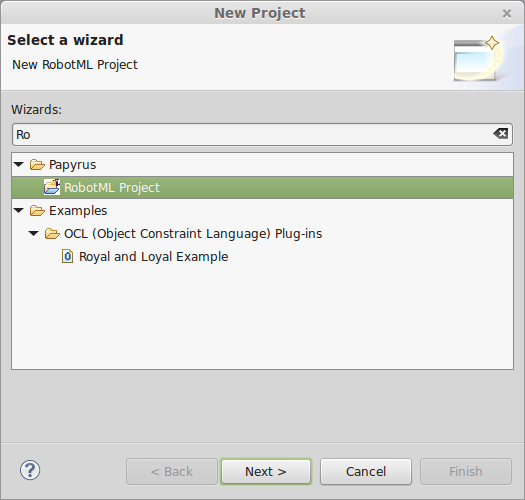 New Project
Select a wizard
New RobotML Project
Wizards:
Ro
Papyrus
RobotML Project
Examples
OCL (Object Constraint Language) Plug-ins
Royal and Loyal Example
? < Back Next > Cancel Finish